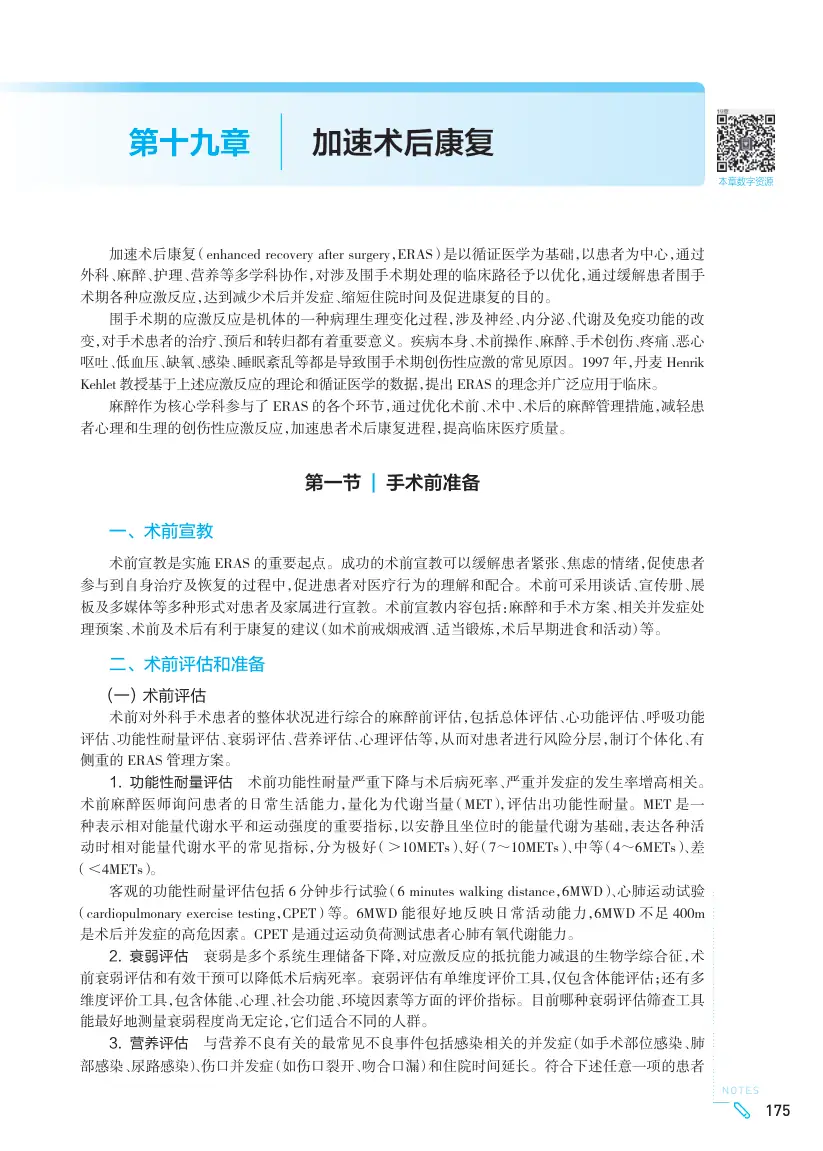 第十九章 加速术后康复
19章
本章数字资源
加速术后康复(enhanced recovery after surgery,ERAS)是以循证医学为基础,以患者为中心,通过
外科、麻醉、护理、营养等多学科协作,对涉及围手术期处理的临床路径予以优化,通过缓解患者围手
术期各种应激反应,达到减少术后并发症、缩短住院时间及促进康复的目的。
围手术期的应激反应是机体的一种病理生理变化过程,涉及神经、内分泌、代谢及免疫功能的改
变,对手术患者的治疗、预后和转归都有着重要意义。疾病本身、术前操作、麻醉、手术创伤、疼痛、恶心
呕吐、低血压、缺氧、感染、睡眠紊乱等都是导致围手术期创伤性应激的常见原因。1997 年,丹麦 Henrik
Kehlet 教授基于上述应激反应的理论和循证医学的数据,提出 ERAS 的理念并广泛应用于临床。
麻醉作为核心学科参与了 ERAS 的各个环节,通过优化术前、术中、术后的麻醉管理措施,减轻患
者心理和生理的创伤性应激反应,加速患者术后康复进程,提高临床医疗质量。
第一节 | 手术前准备
一、术前宣教
术前宣教是实施 ERAS 的重要起点。成功的术前宣教可以缓解患者紧张、焦虑的情绪,促使患者
参与到自身治疗及恢复的过程中,促进患者对医疗行为的理解和配合。术前可采用谈话、宣传册、展
板及多媒体等多种形式对患者及家属进行宣教。术前宣教内容包括:麻醉和手术方案、相关并发症处
理预案、术前及术后有利于康复的建议(如术前戒烟戒酒、适当锻炼,术后早期进食和活动)等。
二、术前评估和准备
(一) 术前评估
术前对外科手术患者的整体状况进行综合的麻醉前评估,包括总体评估、心功能评估、呼吸功能
评估、功能性耐量评估、衰弱评估、营养评估、心理评估等,从而对患者进行风险分层,制订个体化、有
侧重的 ERAS 管理方案。
1. 功能性耐量评估 术前功能性耐量严重下降与术后病死率、严重并发症的发生率增高相关。
术前麻醉医师询问患者的日常生活能力,量化为代谢当量(MET),评估出功能性耐量。MET 是一
种表示相对能量代谢水平和运动强度的重要指标,以安静且坐位时的能量代谢为基础,表达各种活
动时相对能量代谢水平的常见指标,分为极好(>10METs)、好(7~10METs)、中等(4~6METs)、差
(<4METs)。
客观的功能性耐量评估包括 6 分钟步行试验(6 minutes walking distance,6MWD)、心肺运动试验
(cardiopulmonary exercise testing,CPET)等。6MWD 能很好地反映日常活动能力,6MWD 不足 400m
是术后并发症的高危因素。CPET 是通过运动负荷测试患者心肺有氧代谢能力。
2. 衰弱评估 衰弱是多个系统生理储备下降,对应激反应的抵抗能力减退的生物学综合征,术
前衰弱评估和有效干预可以降低术后病死率。衰弱评估有单维度评价工具,仅包含体能评估;还有多
维度评价工具,包含体能、心理、社会功能、环境因素等方面的评价指标。目前哪种衰弱评估筛查工具
能最好地测量衰弱程度尚无定论,它们适合不同的人群。
3. 营养评估 与营养不良有关的最常见不良事件包括感染相关的并发症(如手术部位感染、肺
部感染、尿路感染)、伤口并发症(如伤口裂开、吻合口漏)和住院时间延长。符合下述任意一项的患者
NOTES
175